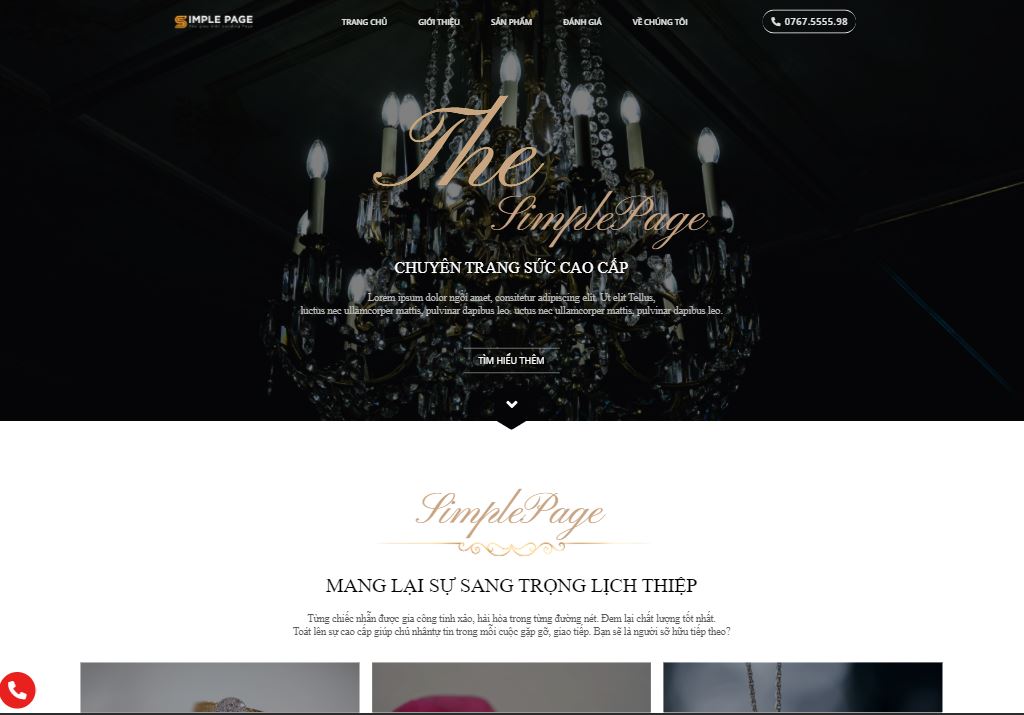 SIMPLE PAGE
TRANG CHỦ
GIỚI THIỆU
SẢN PHẨM
ĐÁNH GIÁ
VỀ CHÚNG TÔI
0767.5555.98
The
SimplePage
CHUYÊN TRANG SỨC CAO CẤP
Lorem ipsum dolor ngồi amet, consitetur adipiscing elit. Ut elit Tellus,
luctus nec ullamcorper mattis, pulvinar dapibus leo. uctus nec ullamcorper mattis, pulvinar dapibus leo.
TÌM HIỂU THÊM
SimplePage
MANG LẠI SỰ SANG TRỌNG LỊCH THIỆP
Từng chiếc nhẫn được gia công tinh xảo, hài hòa trong từng đường nét. Đem lại chất lượng tốt nhất.
Toát lên sự cao cấp giúp chủ nhântự tin trong mỗi cuộc gặp gỡ, giao tiếp. Bạn sẽ là người sỡ hữu tiếp theo?